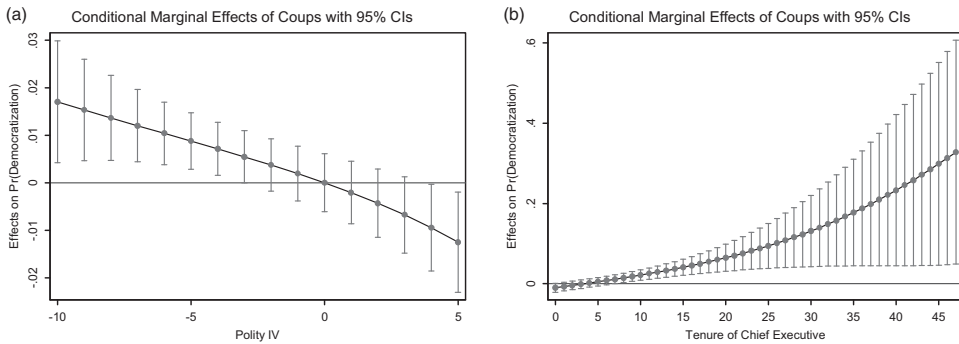 (a)
Conditional Marginal Effects of Coups with 95% CIs
Effects on Pr(Democratization)
.03
.02
.01
0
-.01
-.02
-10
-5
0
5
Polity IV
(b)
Conditional Marginal Effects of Coups with 95% CIs
Effects on Pr(Democratization)
.6
.4
.2
0
0 5 10 15 20 25 30 35 40 45
Tenure of Chief Executive